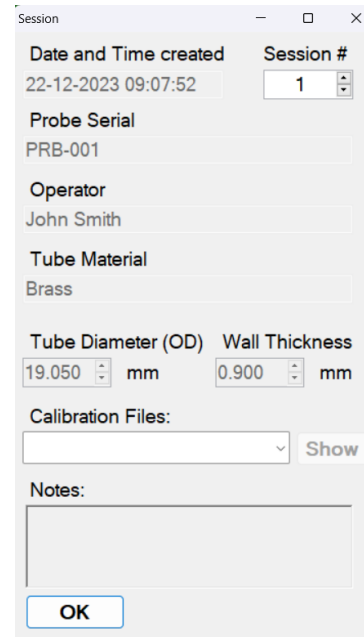 Session
Date and Time created Session #
22-12-2023 09:07:52 1
Probe Serial
PRB-001
Operator
John Smith
Tube Material
Brass
Tube Diameter (OD) Wall Thickness
19.050 mm 0.900 mm
Calibration Files:
Show
Notes:
OK